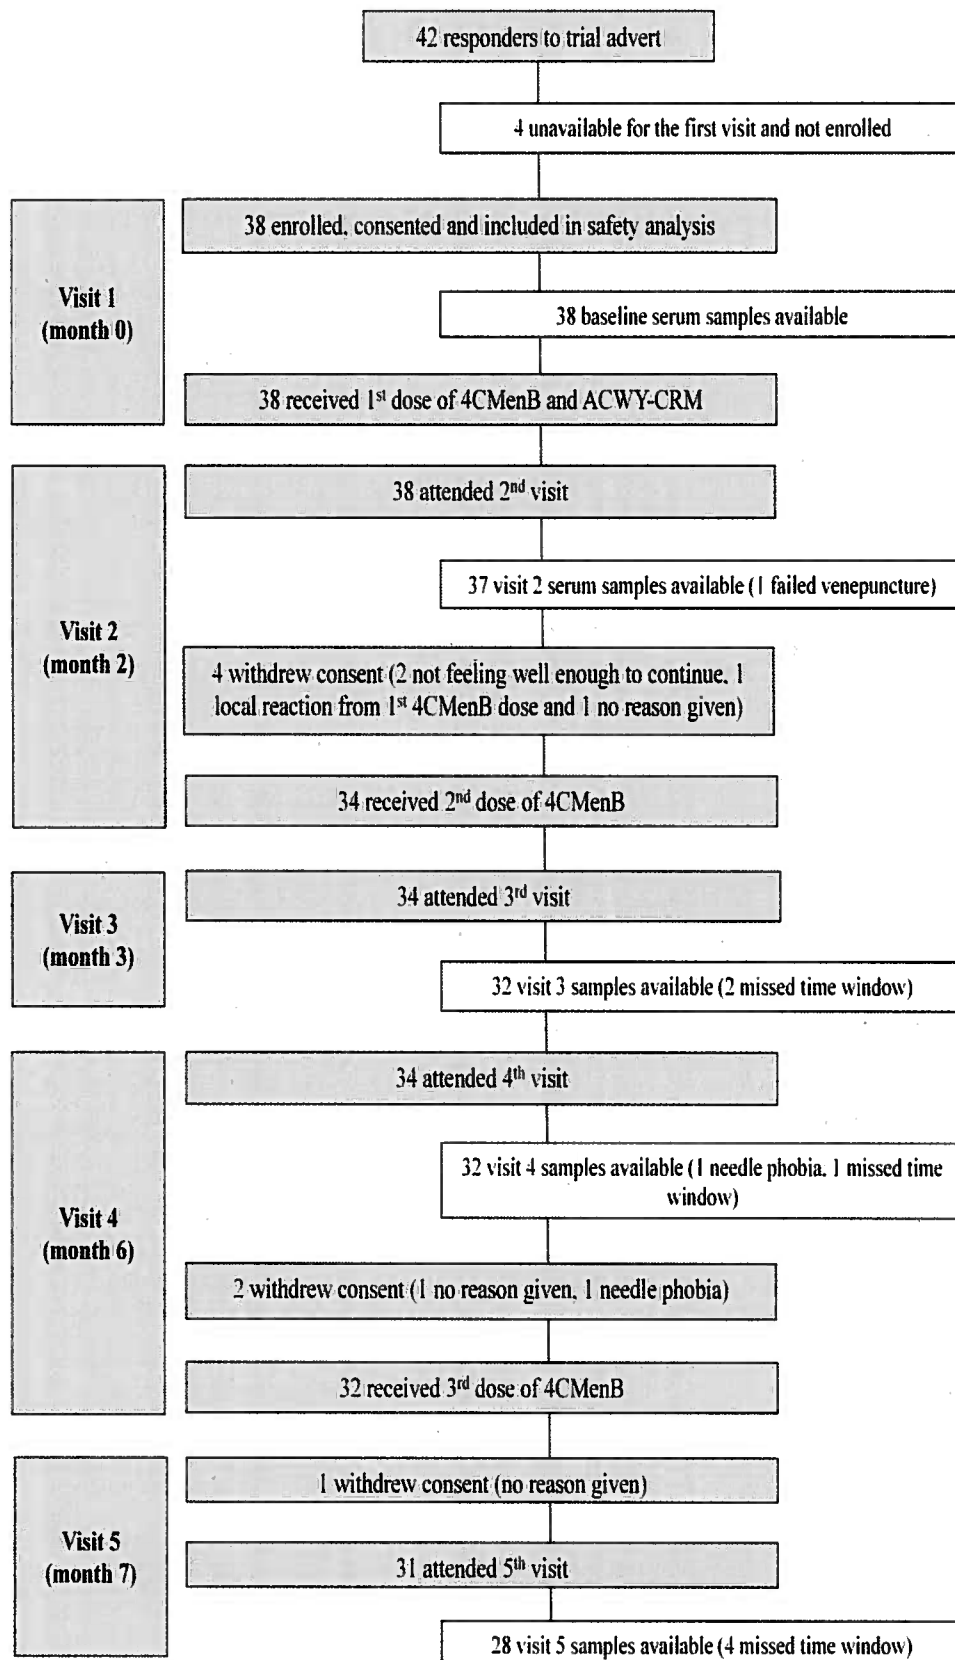 42 responders to trial advert
4 unavailable for the first visit and not enrolled
Visit 1
(month 0)
38 enrolled, consented and included in safety analysis
38 baseline serum samples available
38 received 1st dose of 4CMenB and ACWY-CRM
Visit 2
(month 2)
38 attended 2nd visit
37 visit 2 serum samples available (1 failed venepuncture)
4 withdrew consent (2 not feeling well enough to continue, 1
local reaction from 1st 4CMenB dose and 1 no reason given)
34 received 2nd dose of 4CMenB
Visit 3
(month 3)
34 attended 3rd visit
32 visit 3 samples available (2 missed time window)
Visit 4
(month 6)
34 attended 4th visit
32 visit 4 samples available (1 needle phobia, 1 missed time
window)
2 withdrew consent (1 no reason given, 1 needle phobia)
32 received 3rd dose of 4CMenB
Visit 5
(month 7)
1 withdrew consent (no reason given)
31 attended 5th visit
28 visit 5 samples available (4 missed time window)